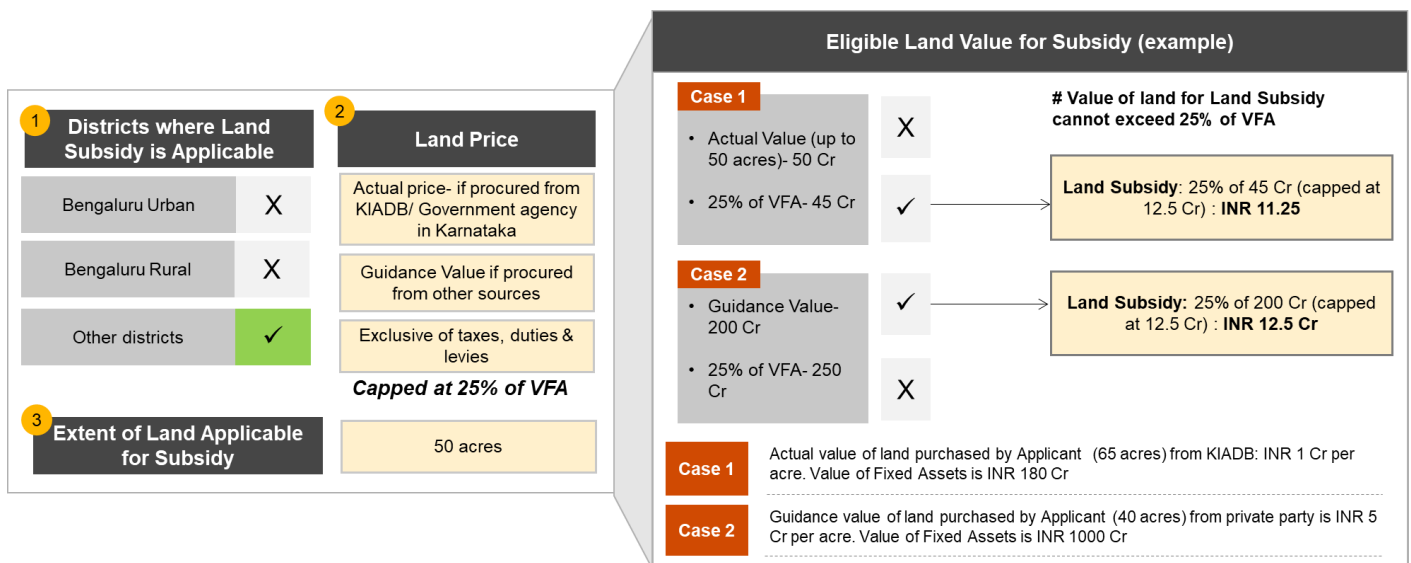 1
Districts where Land
Subsidy is Applicable
Bengaluru Urban
X
Bengaluru Rural
X
Other districts
✓
2
Land Price
Actual price- if procured from
KIADB/ Government agency
in Karnataka
Guidance Value if procured
from other sources
Exclusive of taxes, duties &
levies
Capped at 25% of VFA
3
Extent of Land Applicable
for Subsidy
50 acres
Eligible Land Value for Subsidy (example)
Case 1
• Actual Value (up to
50 acres)- 50 Cr
X
• 25% of VFA- 45 Cr
✓
# Value of land for Land Subsidy
cannot exceed 25% of VFA
Land Subsidy: 25% of 45 Cr (capped at
12.5 Cr) : INR 11.25
Case 2
• Guidance Value-
200 Cr
✓
• 25% of VFA- 250
Cr
X
Land Subsidy: 25% of 200 Cr (capped
at 12.5 Cr) : INR 12.5 Cr
Case 1
Actual value of land purchased by Applicant (65 acres) from KIADB: INR 1 Cr per
acre. Value of Fixed Assets is INR 180 Cr
Case 2
Guidance value of land purchased by Applicant (40 acres) from private party is INR 5
Cr per acre. Value of Fixed Assets is INR 1000 Cr